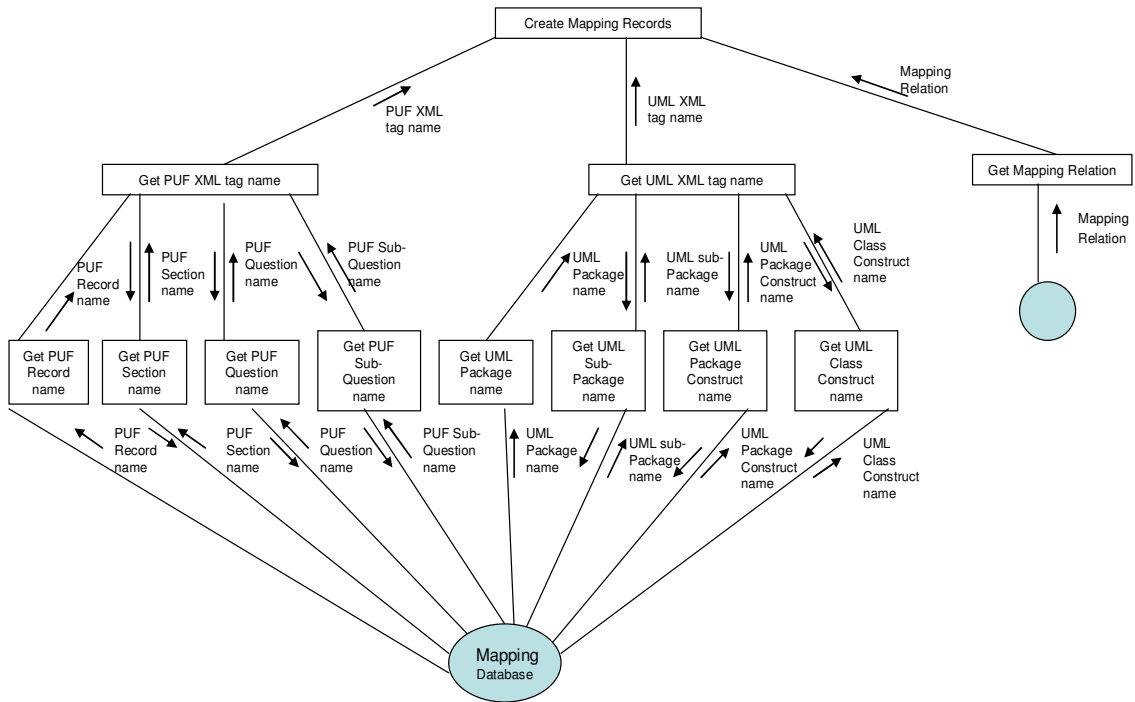 Create Mapping Records
Mapping
Relation
PUF XML
tag name
UML XML
tag name
Get PUF XML tag name
Get UML XML tag name
Get Mapping Relation
PUF
Record
name
PUF
Section
name
PUF
Question
name
PUF Sub-
Question
name
UML
Package
name
UML sub-
Package
name
UML
Package
Construct
name
UML
Class
Construct
name
Mapping
Relation
Get PUF
Record
name
Get PUF
Section
name
Get PUF
Question
name
Get PUF
Sub-
Question
name
Get UML
Package
name
Get UML
Sub-
Package
name
Get UML
Package
Construct
name
Get UML
Class
Construct
name
PUF
Record
name
PUF
Section
name
PUF
Question
name
PUF Sub-
Question
name
UML
Package
name
UML sub-
Package
name
UML
Package
Construct
name
UML
Class
Construct
name
Mapping
Database